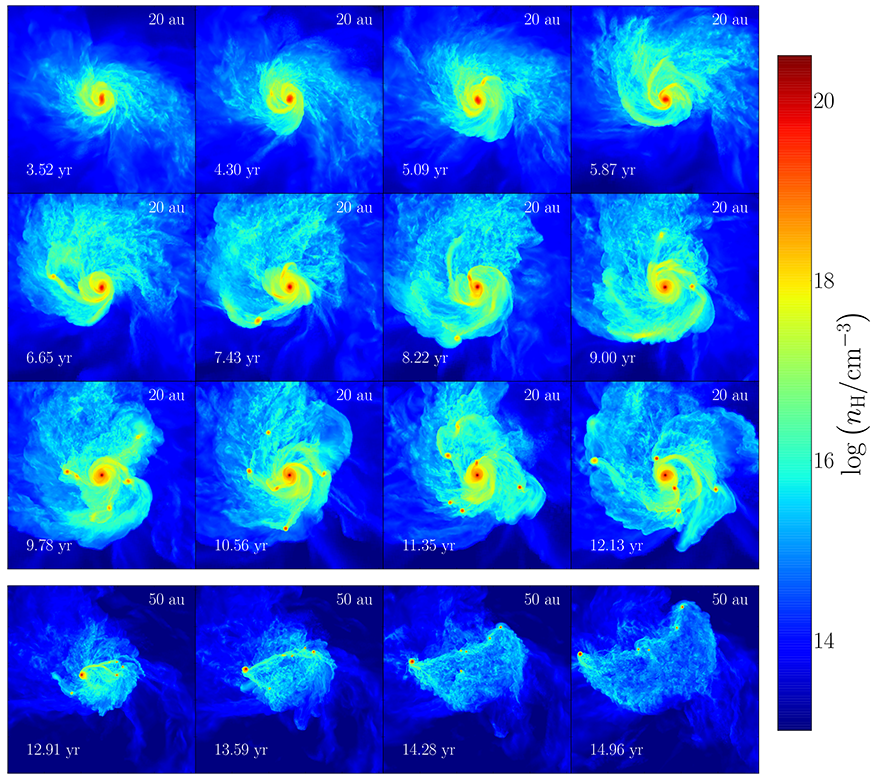 20 au 20 au 20 au 20 au
3.52 yr 4.30 yr 5.09 yr 5.87 yr
20 au 20 au 20 au 20 au
6.65 yr 7.43 yr 8.22 yr 9.00 yr
20 au 20 au 20 au 20 au
9.78 yr 10.56 yr 11.35 yr 12.13 yr
50 au 50 au 50 au 50 au
12.91 yr 13.59 yr 14.28 yr 14.96 yr
20
18
16
14
log (n_H/cm⁻³)